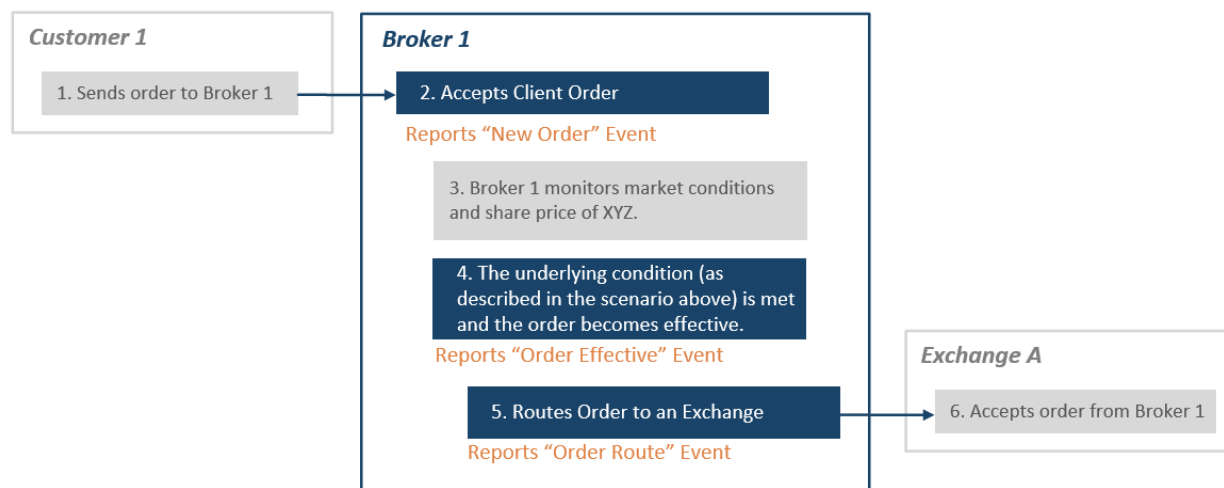 Customer 1
1. Sends order to Broker 1
Broker 1
2. Accepts Client Order
Reports “New Order” Event
3. Broker 1 monitors market conditions
and share price of XYZ.
4. The underlying condition (as
described in the scenario above) is met
and the order becomes effective.
Reports “Order Effective” Event
5. Routes Order to an Exchange
Reports “Order Route” Event
Exchange A
6. Accepts order from Broker 1